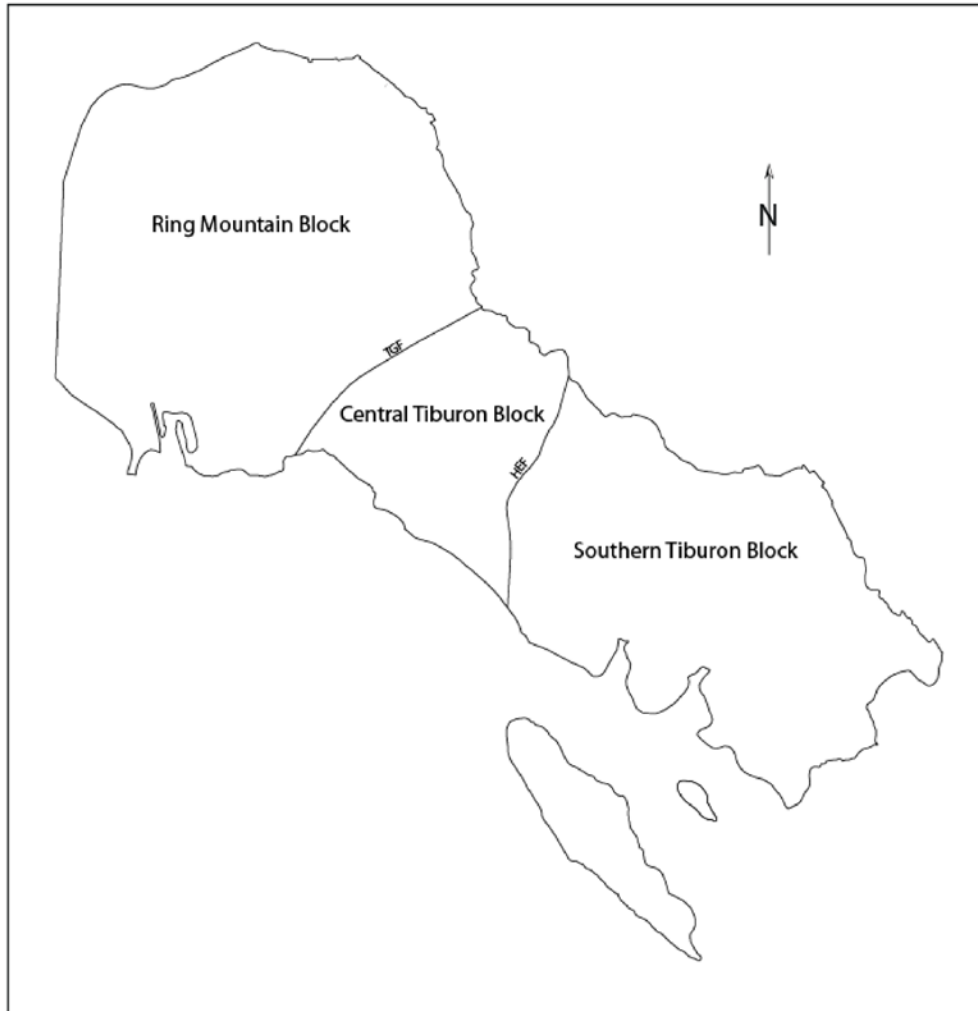 Ring Mountain Block
N
TGF
Central Tiburon Block
HEF
Southern Tiburon Block